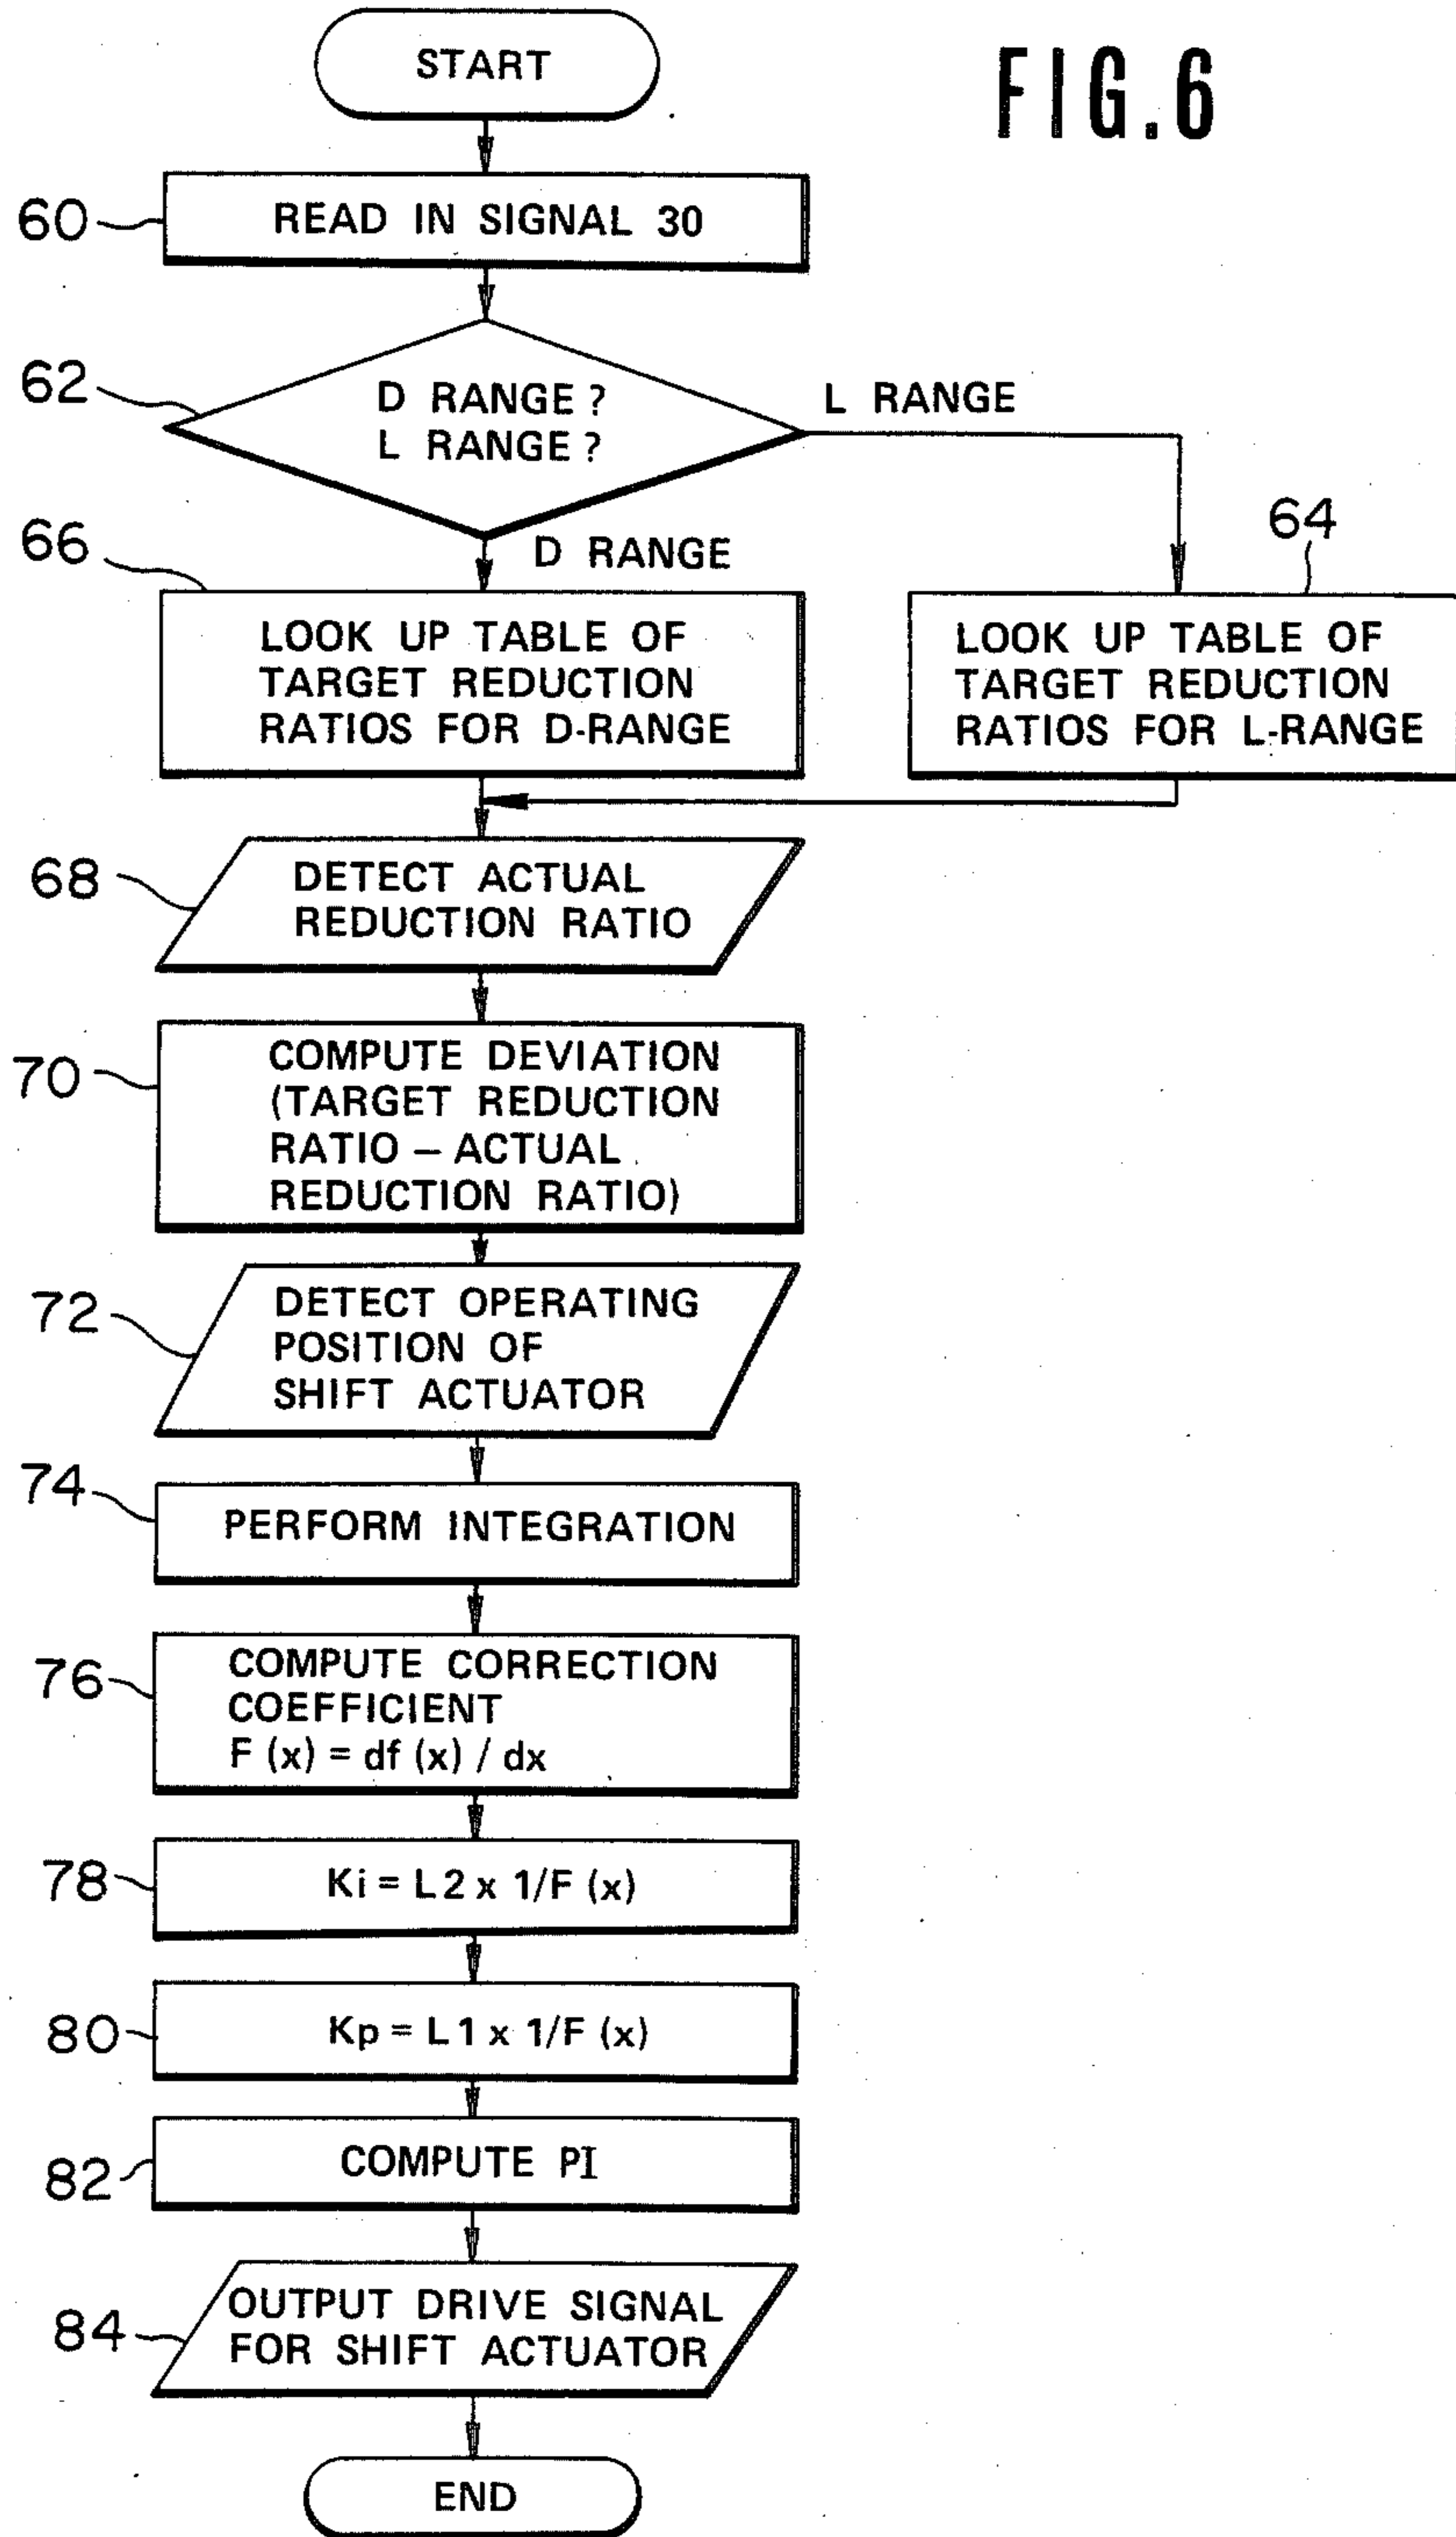 FIG.6
START
60
READ IN SIGNAL 30
62
D RANGE?
L RANGE?
L RANGE
D RANGE
66
LOOK UP TABLE OF
TARGET REDUCTION
RATIOS FOR D-RANGE
64
LOOK UP TABLE OF
TARGET REDUCTION
RATIOS FOR L-RANGE
68
DETECT ACTUAL
REDUCTION RATIO
70
COMPUTE DEVIATION
(TARGET REDUCTION
RATIO – ACTUAL
REDUCTION RATIO)
72
DETECT OPERATING
POSITION OF
SHIFT ACTUATOR
74
PERFORM INTEGRATION
76
COMPUTE CORRECTION
COEFFICIENT
F (x) = df (x) / dx
78
Ki = L2 x 1/F (x)
80
Kp = L1 x 1/F (x)
82
COMPUTE PI
84
OUTPUT DRIVE SIGNAL
FOR SHIFT ACTUATOR
END